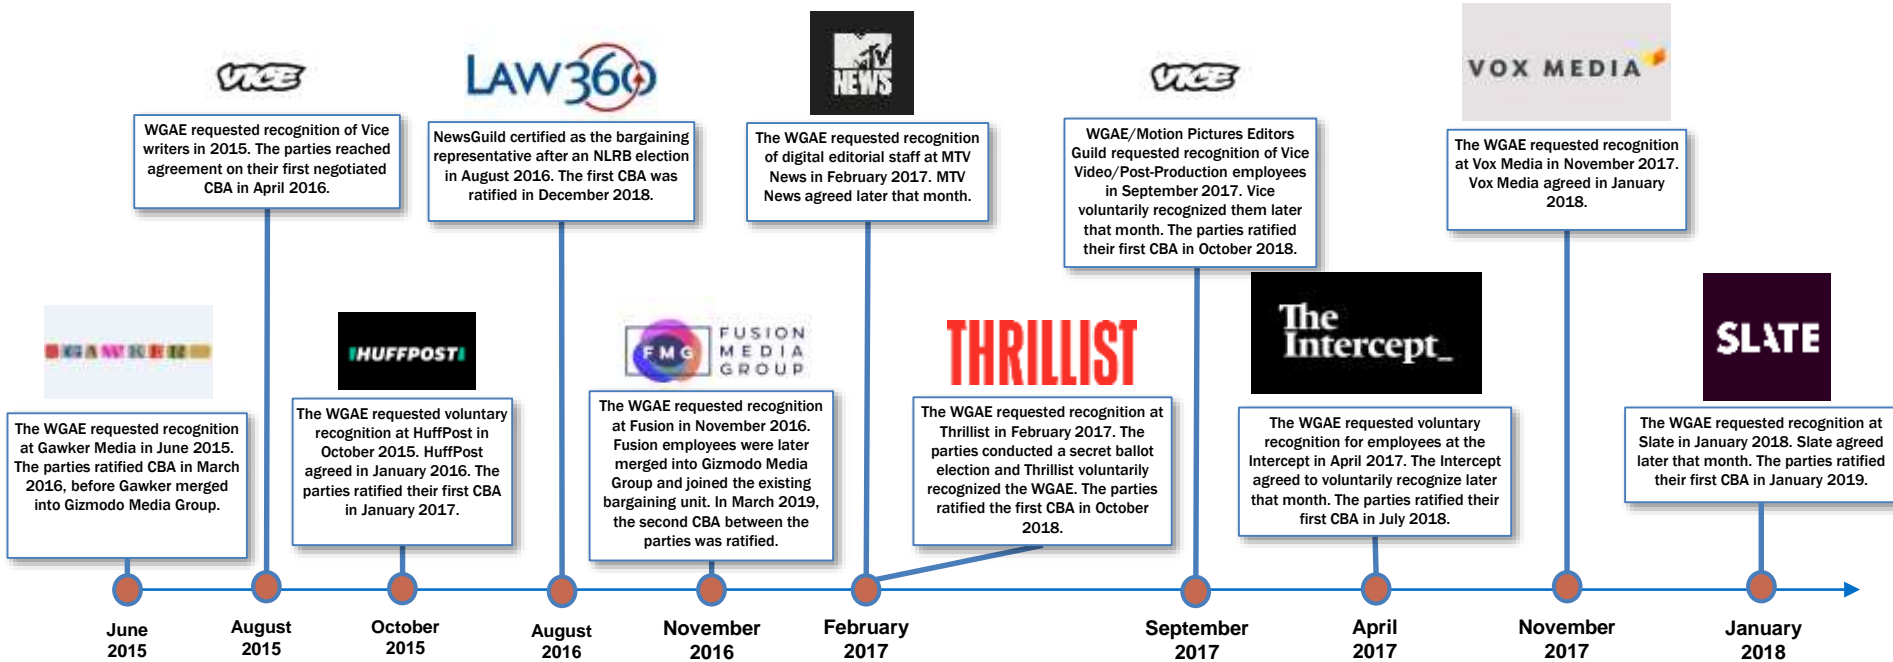 VICE
WGAE requested recognition of Vice
writers in 2015. The parties reached
agreement on their first negotiated
CBA in April 2016.
LAW360
NewsGuild certified as the bargaining
representative after an NLRB election
in August 2016. The first CBA was
ratified in December 2018.
MTV
NEWS
The WGAE requested recognition
of digital editorial staff at MTV
News in February 2017. MTV
News agreed later that month.
VICE
WGAE/Motion Pictures Editors
Guild requested recognition of Vice
Video/Post-Production employees
in September 2017. Vice
voluntarily recognized them later
that month. The parties ratified
their first CBA in October 2018.
VOX MEDIA
The WGAE requested recognition
at Vox Media in November 2017.
Vox Media agreed in January
2018.
GAWKER
The WGAE requested recognition
at Gawker Media in June 2015.
The parties ratified CBA in March
2016, before Gawker merged
into Gizmodo Media Group.
HUFFPOST
The WGAE requested voluntary
recognition at HuffPost in
October 2015. HuffPost
agreed in January 2016. The
parties ratified their first CBA
in January 2017.
FMG
FUSION
MEDIA
GROUP
The WGAE requested recognition
at Fusion in November 2016.
Fusion employees were later
merged into Gizmodo Media
Group and joined the existing
bargaining unit. In March 2019,
the second CBA between the
parties was ratified.
THRILLIST
The WGAE requested recognition at
Thrillist in February 2017. The
parties conducted a secret ballot
election and Thrillist voluntarily
recognized the WGAE. The parties
ratified the first CBA in October
2018.
The
Intercept_
The WGAE requested voluntary
recognition for employees at the
Intercept in April 2017. The Intercept
agreed to voluntarily recognize later
that month. The parties ratified their
first CBA in July 2018.
SLATE
The WGAE requested recognition at
Slate in January 2018. Slate agreed
later that month. The parties ratified
their first CBA in January 2019.
June
2015
August
2015
October
2015
August
2016
November
2016
February
2017
September
2017
April
2017
November
2017
January
2018